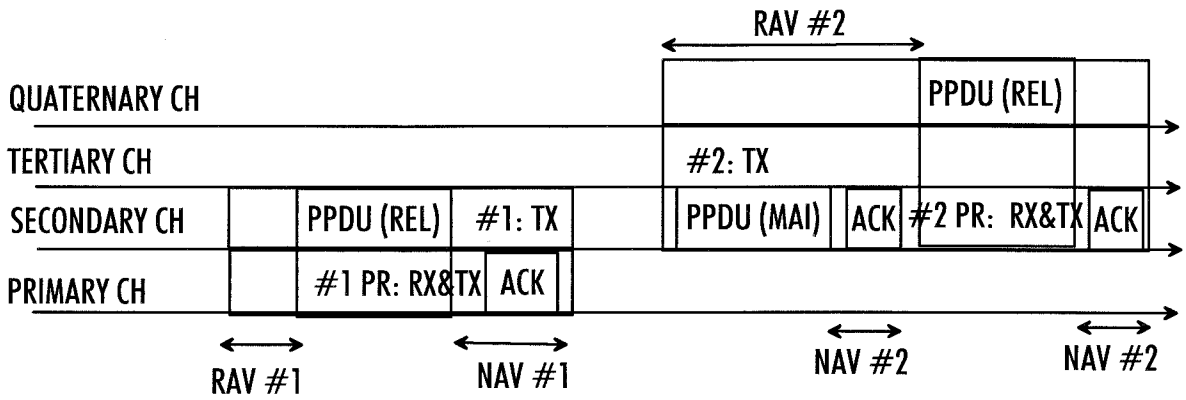 RAV #2
QUATERNARY CH
PPDU (REL)
TERTIARY CH
#2: TX
SECONDARY CH
PPDU (REL)
#1: TX
PPDU (MAI)
ACK
#2 PR: RX&TX
ACK
PRIMARY CH
#1 PR: RX&TX
ACK
RAV #1
NAV #1
NAV #2
NAV #2